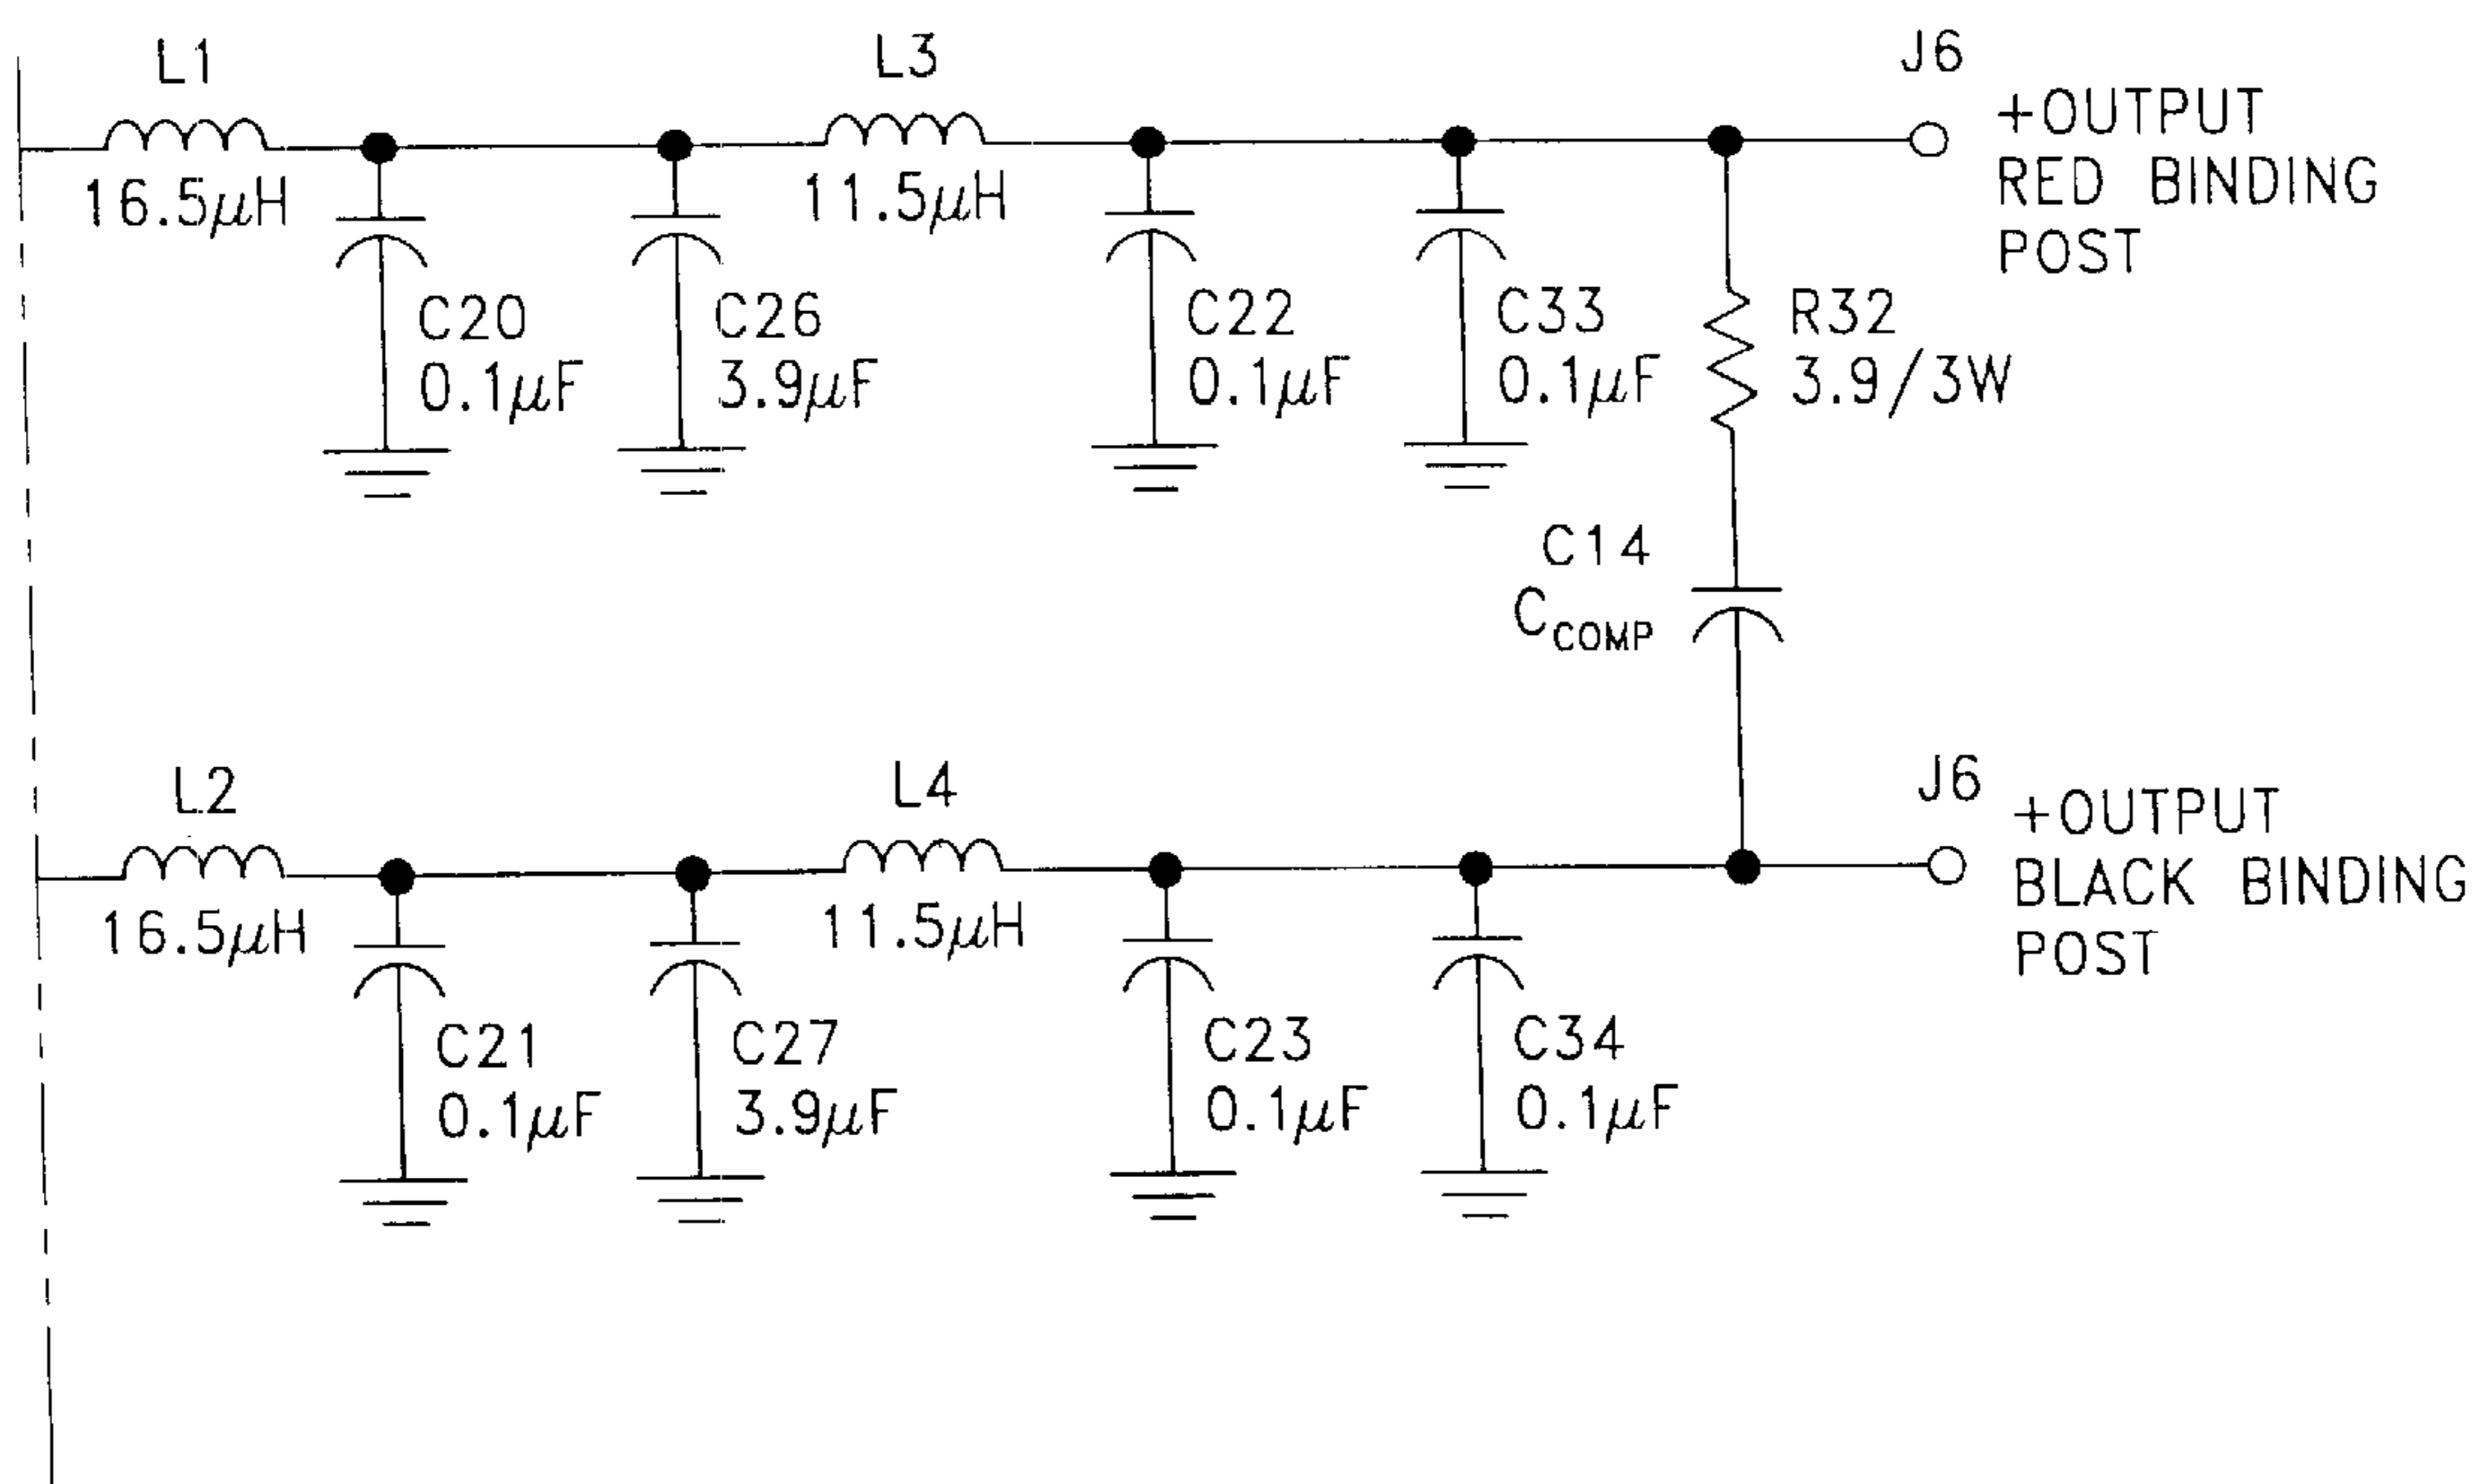 L1
16.5μH
L3
11.5μH
J6
+OUTPUT
RED BINDING
POST
C20
0.1μF
C26
3.9μF
C22
0.1μF
C33
0.1μF
R32
3.9/3W
C14
CCOMP
L2
16.5μH
L4
11.5μH
J6
+OUTPUT
BLACK BINDING
POST
C21
0.1μF
C27
3.9μF
C23
0.1μF
C34
0.1μF